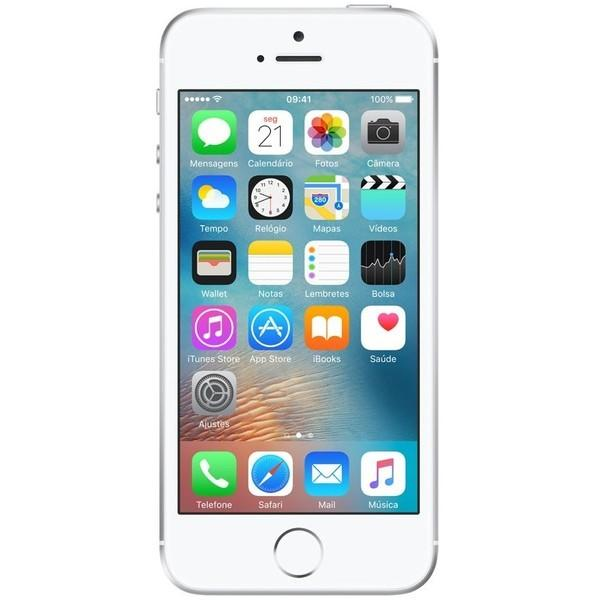 09:41 100%
seg
21
Mensagens Calendário Fotos Câmera
280
Tempo Relógio Mapas Vídeos
Wallet Notas Lembretes Bolsa
iTunes Store App Store iBooks Saúde
Ajustes
Telefone Safari Mail Música